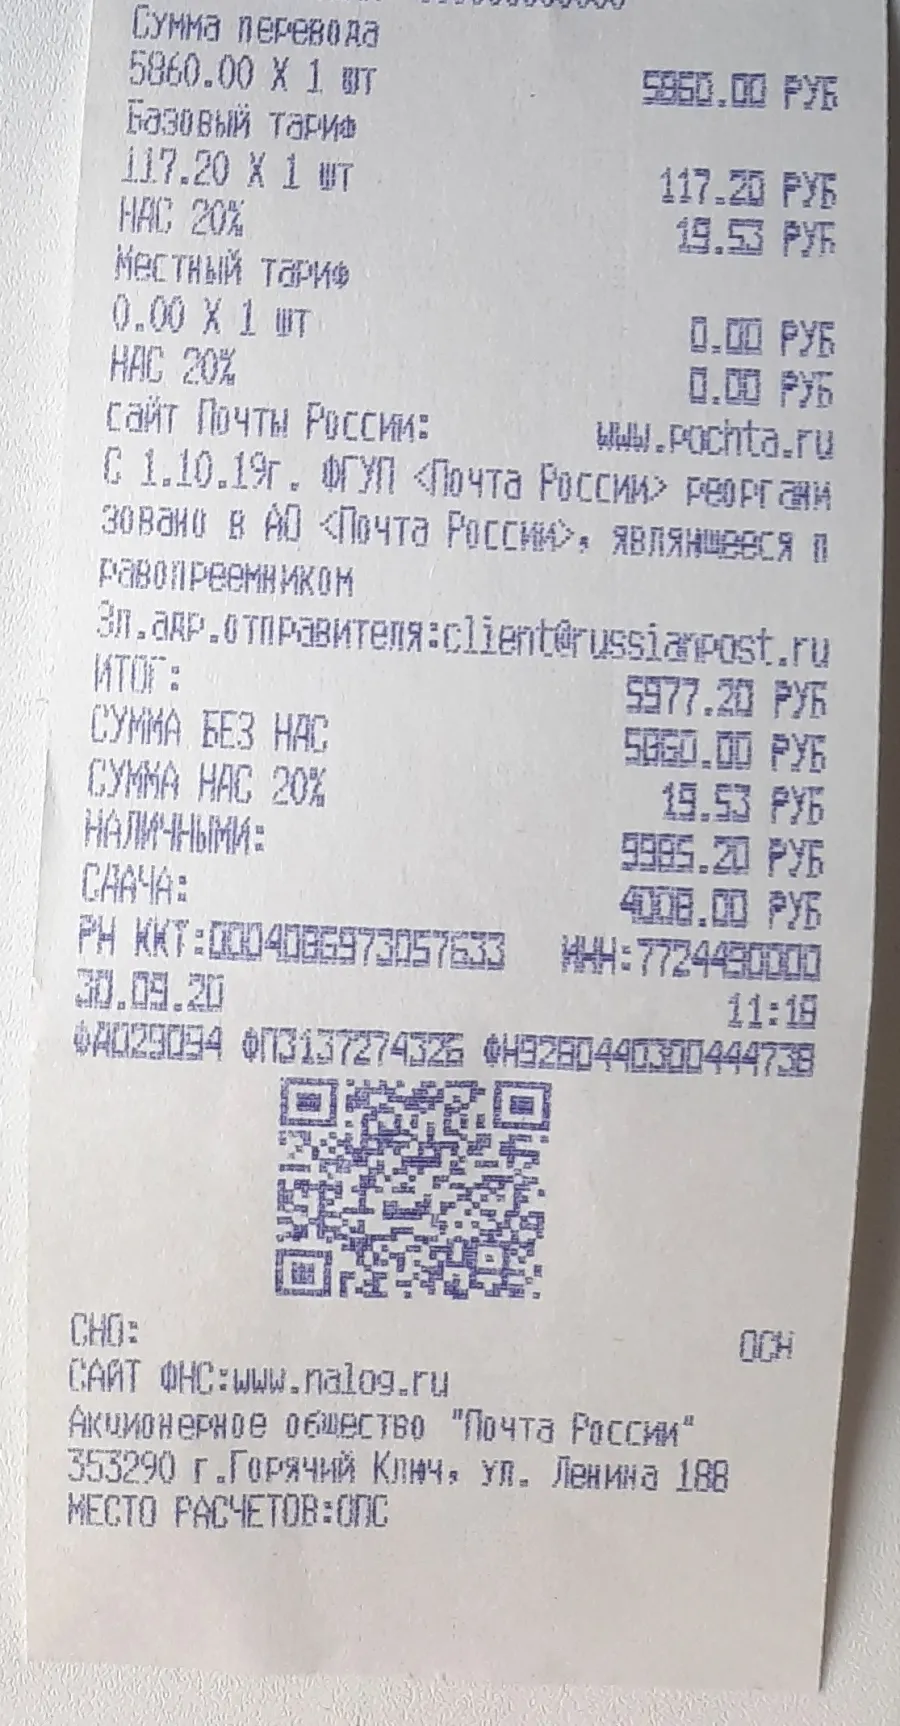 Сумма перевода
5860.00 X 1 шт 5860.00 РУБ
Базовый тариф
117.20 X 1 шт 117.20 РУБ
НДС 20% 19.53 РУБ
Местный тариф
0.00 X 1 шт 0.00 РУБ
НДС 20% 0.00 РУБ
сайт Почты России: www.pochta.ru
С 1.10.19г. ФГУП <Почта России> реоргани
зовано в АО <Почта России>, являющееся п
равопреемником
Эл.адр.отправителя:client@russianpost.ru
ИТОГ: 5977.20 РУБ
СУММА БЕЗ НДС 5860.00 РУБ
СУММА НДС 20% 19.53 РУБ
НАЛИЧНЫМИ: 9985.20 РУБ
СДАЧА: 4008.00 РУБ
РН ККТ:0004086973057633 ИНН:7724490000
30.09.20 11:18
ФД029094 ФП3137274326 ФН9280440300444738
СНО: ОСН
САЙТ ФНС:www.nalog.ru
Акционерное общество "Почта России"
353290 г.Горячий Ключ, ул. Ленина 188
МЕСТО РАСЧЕТОВ:ОПС